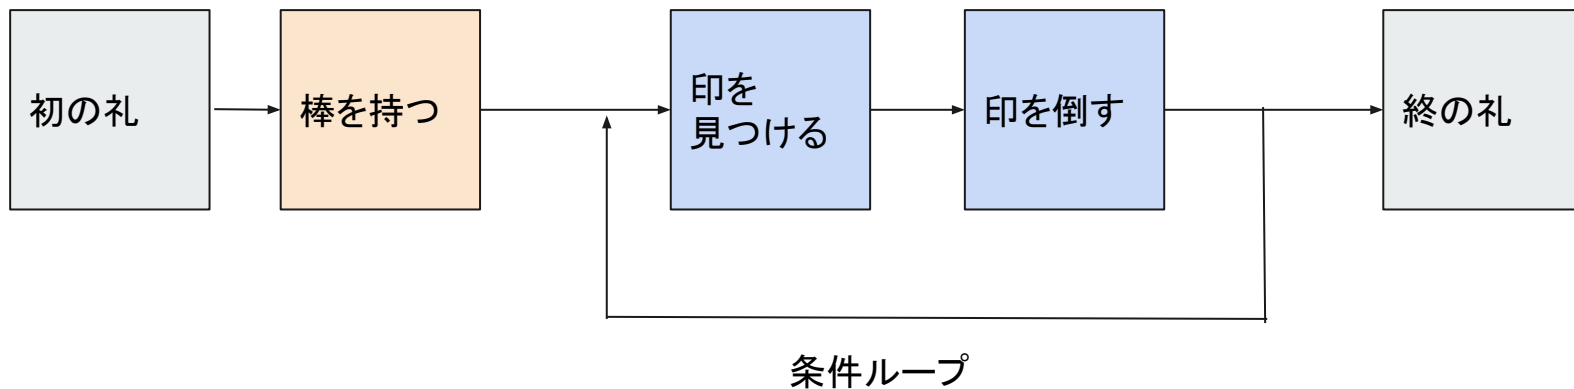 初の礼
棒を持つ
印を
見つける
印を倒す
終の礼
条件ループ